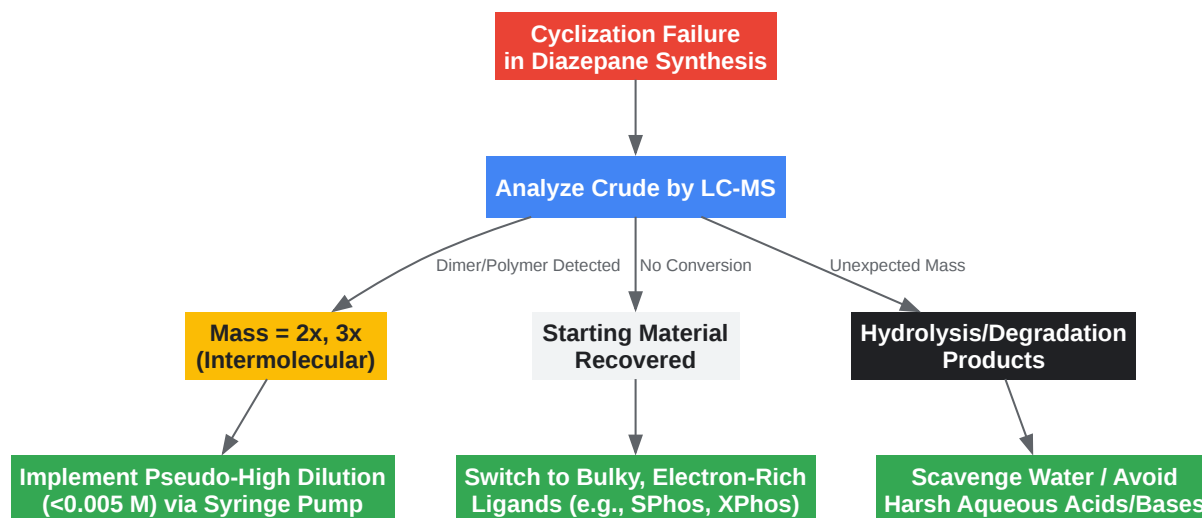 Cyclization Failure
in Diazepane Synthesis
Analyze Crude by LC-MS
Dimer/Polymer Detected
No Conversion
Unexpected Mass
Mass = 2x, 3x
(Intermolecular)
Starting Material
Recovered
Hydrolysis/Degradation
Products
Implement Pseudo-High Dilution
(<0.005 M) via Syringe Pump
Switch to Bulky, Electron-Rich
Ligands (e.g., SPhos, XPhos)
Scavenge Water / Avoid
Harsh Aqueous Acids/Bases